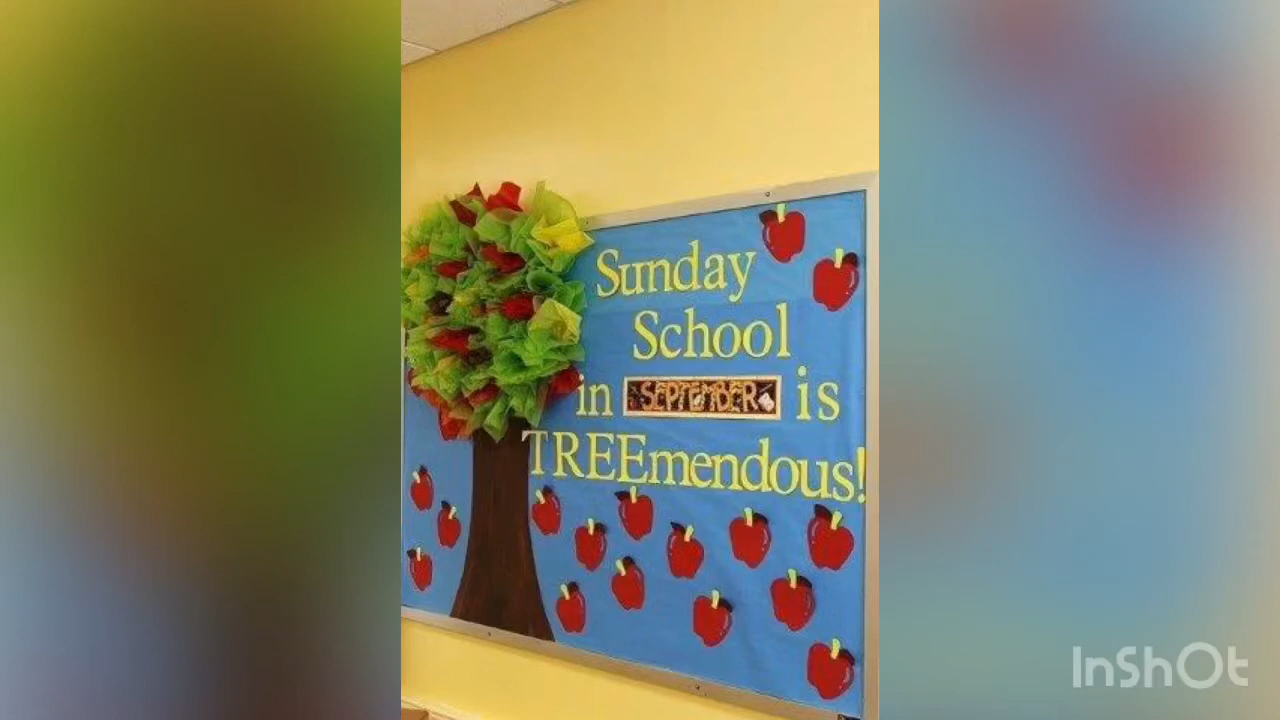 Sunday
School
in SEPTEMBER is
TREEmendous!
InShOt